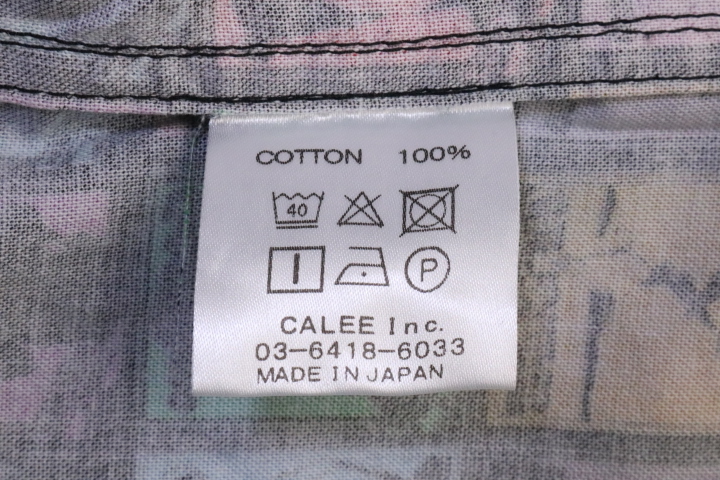 COTTON 100%
40
P
CALEE Inc.
03-6418-6033
MADE IN JAPAN